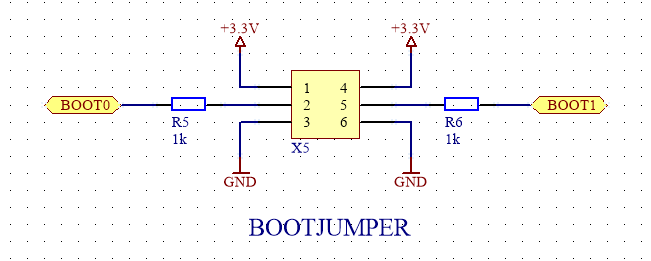 +3.3V +3.3V
1 4
BOOT0 2 5 BOOT1
R5 3 6 R6
1k X5 1k
GND GND
BOOTJUMPER